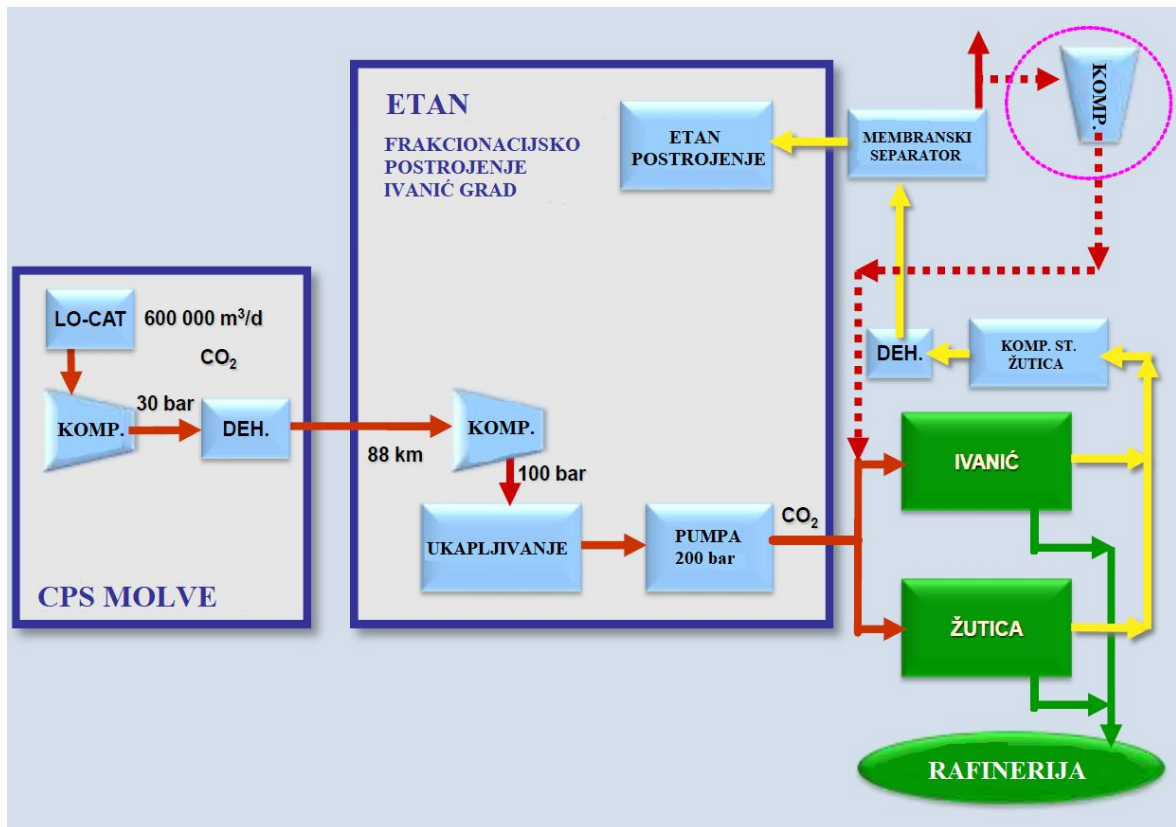 ETAN
FRAKCIONACIJSKO
POSTROJENJE
IVANIĆ GRAD
ETAN
POSTROJENJE
MEMBRANSKI
SEPARATOR
KOMP.
LO-CAT
600 000 m³/d
CO₂
KOMP.
30 bar
DEH.
88 km
KOMP.
100 bar
UKAPLJIVANJE
PUMPA
200 bar
CO₂
DEH.
KOMP. ST.
ŽUTICA
IVANIĆ
ŽUTICA
CPS MOLVE
RAFINERIJA